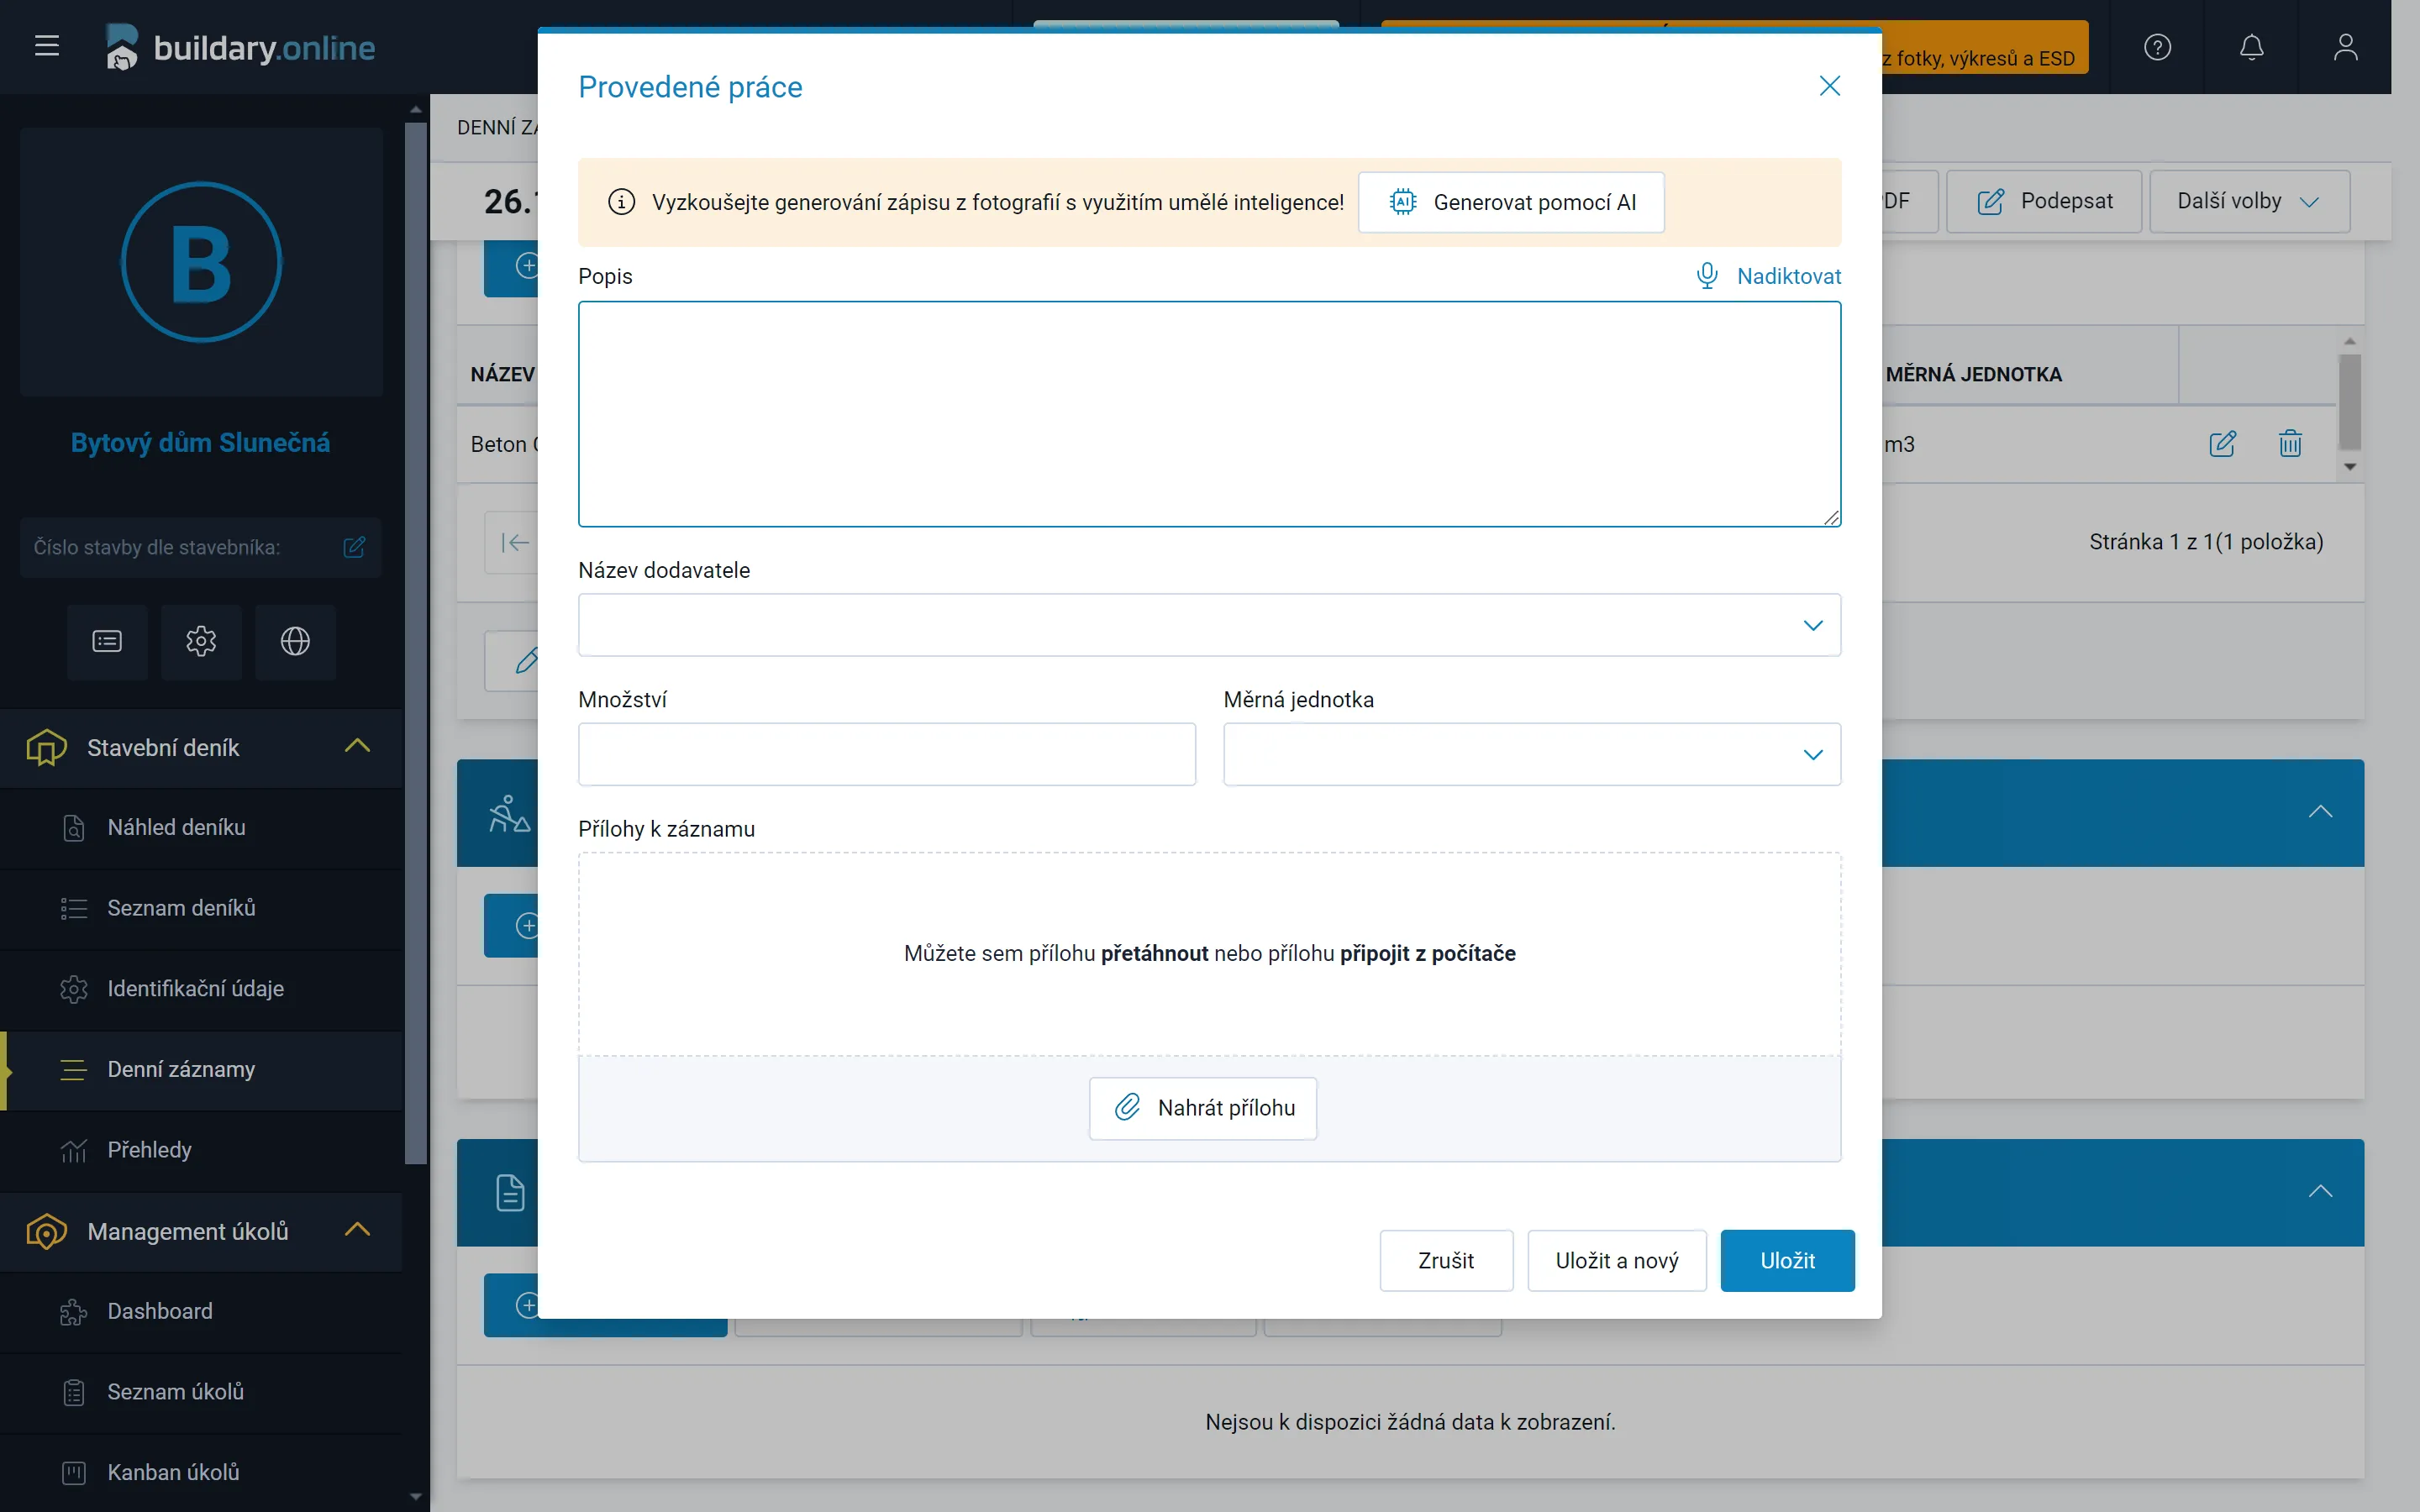 buildary.online
z fotky, výkresů a ESD
B
Bytový dům Slunečná
Číslo stavby dle stavebníka:
Stavební deník
Náhled deníku
Seznam deníků
Identifikační údaje
Denní záznamy
Přehledy
Management úkolů
Dashboard
Seznam úkolů
Kanban úkolů
DENNÍ
26.
DF
Podepsat
Další volby
NÁZEV
MĚRNÁ JEDNOTKA
Beton
m3
Stránka 1 z 1(1 položka)
Provedené práce
Vyzkoušejte generování zápisu z fotografií s využitím umělé inteligence!
AI
Generovat pomocí AI
Popis
Nadiktovat
Název dodavatele
Množství
Měrná jednotka
Přílohy k záznamu
Můžete sem přílohu přetáhnout nebo přílohu připojit z počítače
Nahrát přílohu
Zrušit
Uložit a nový
Uložit
Nejsou k dispozici žádná data k zobrazení.